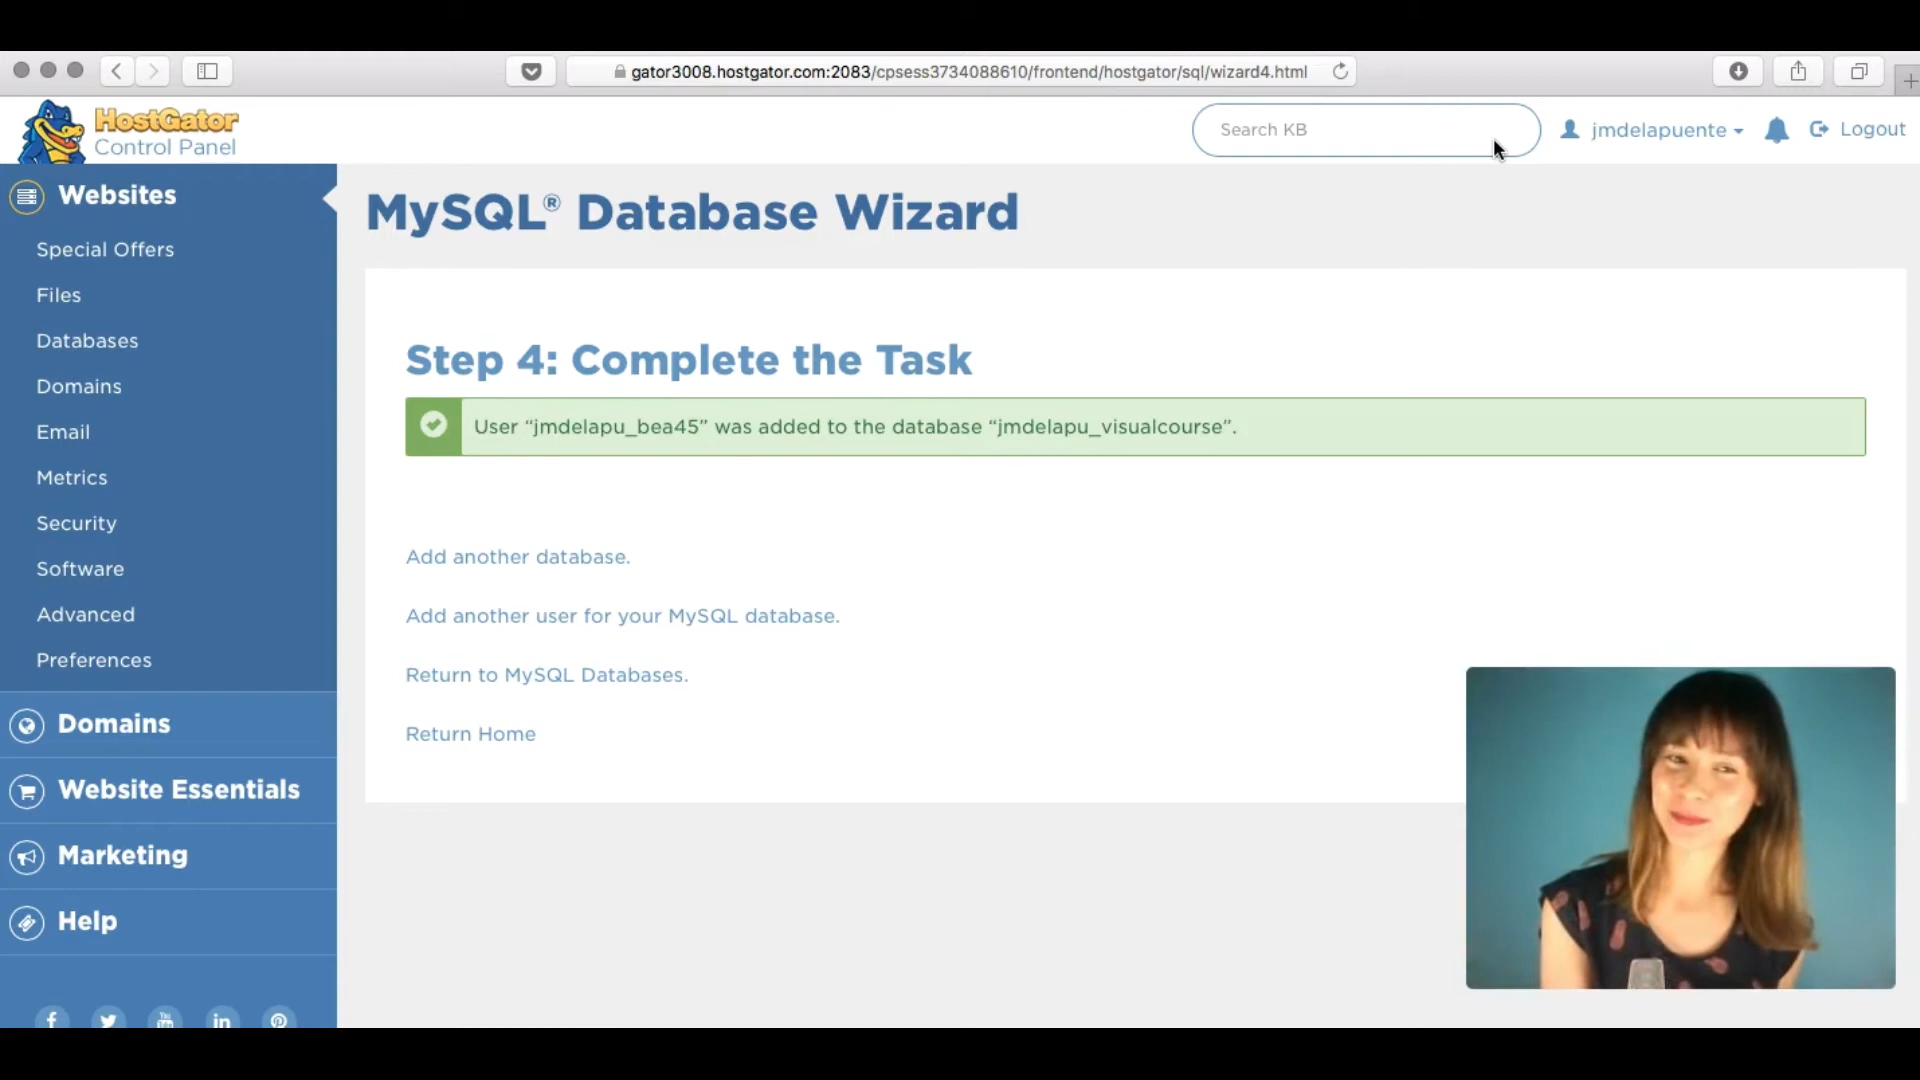 gator3008.hostgator.com:2083/cpsess3734088610/frontend/hostgator/sql/wizard4.html
HostGator
Control Panel
Search KB
jmdelapuente
Logout
Websites
Special Offers
Files
Databases
Domains
Email
Metrics
Security
Software
Advanced
Preferences
Domains
Website Essentials
Marketing
Help
f
You
in
MySQL® Database Wizard
Step 4: Complete the Task
User “jmdelapu_bea45” was added to the database “jmdelapu_visualcourse”.
Add another database.
Add another user for your MySQL database.
Return to MySQL Databases.
Return Home